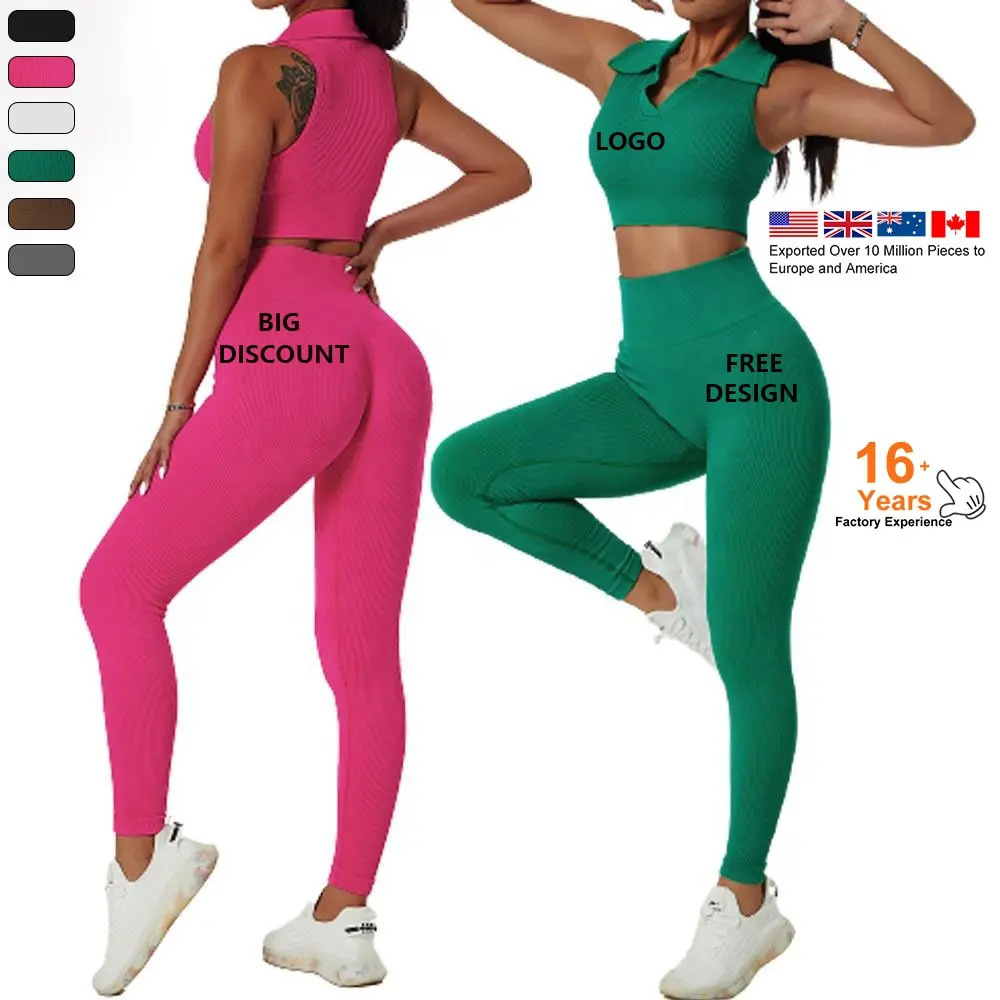 LOGO
Exported Over 10 Million Pieces to
Europe and America
BIG
DISCOUNT
FREE
DESIGN
16+
Years
Factory Experience